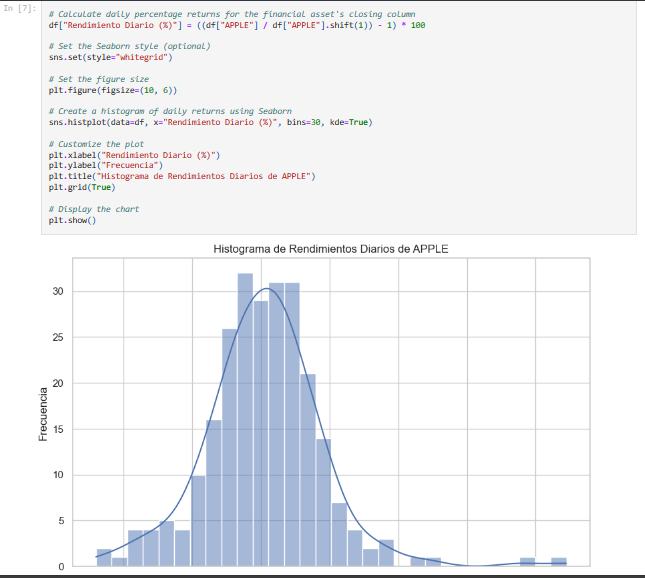 In [7]:
# Calculate daily percentage returns for the financial asset's closing column
df["Rendimiento Diario (%)"] = ((df["APPLE"] / df["APPLE"].shift(1)) - 1) * 100
# Set the Seaborn style (optional)
sns.set(style="whitegrid")
# Set the figure size
plt.figure(figsize=(10, 6))
# Create a histogram of daily returns using Seaborn
sns.histplot(data=df, x="Rendimiento Diario (%)", bins=30, kde=True)
# Customize the plot
plt.xlabel("Rendimiento Diario (%)")
plt.ylabel("Frecuencia")
plt.title("Histograma de Rendimientos Diarios de APPLE")
plt.grid(True)
# Display the chart
plt.show()
Histograma de Rendimientos Diarios de APPLE
Frecuencia
30
25
20
15
10
5
0